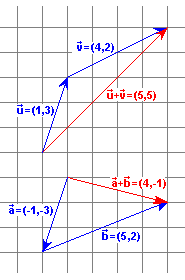 v⃗=(4,2)
u⃗=(1,3)
u⃗+v⃗=(5,5)
a⃗+b⃗=(4,-1)
a⃗=(-1,-3)
b⃗=(5,2)